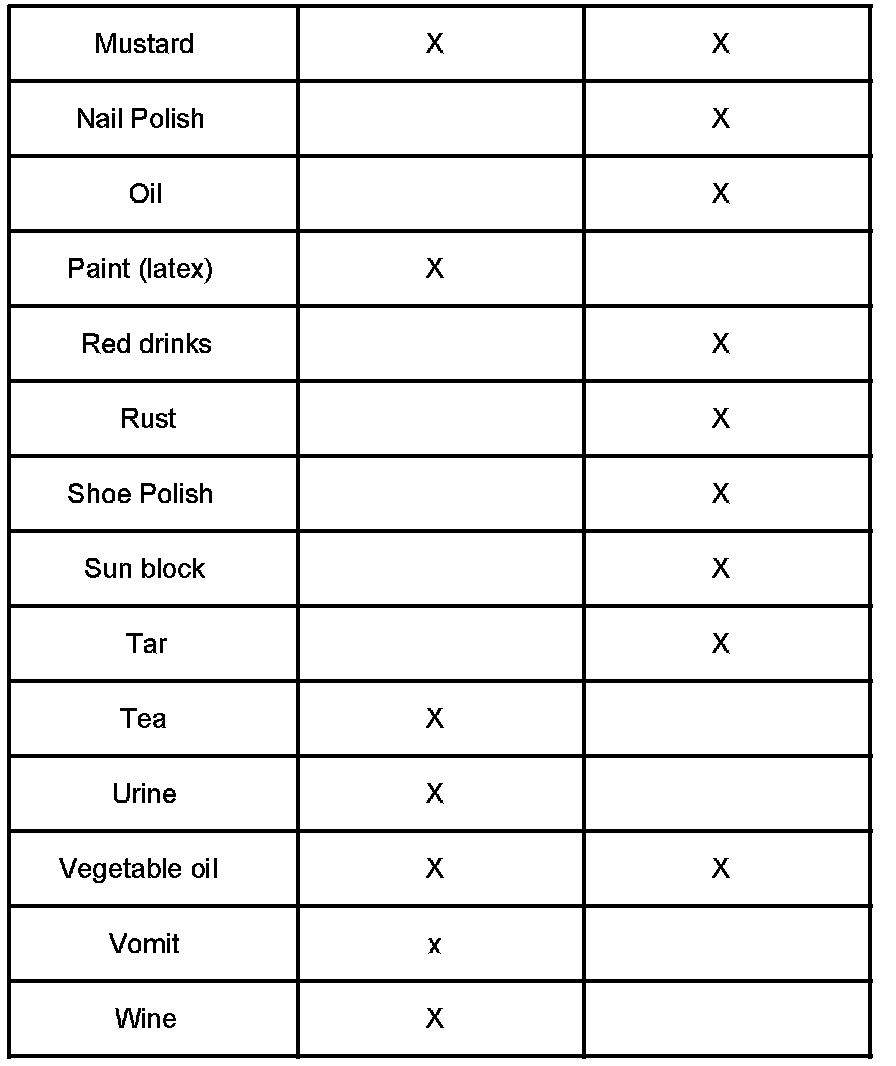 Mustard X X
Nail Polish X
Oil X
Paint (latex) X
Red drinks X
Rust X
Shoe Polish X
Sun block X
Tar X
Tea X
Urine X
Vegetable oil X X
Vomit x
Wine X